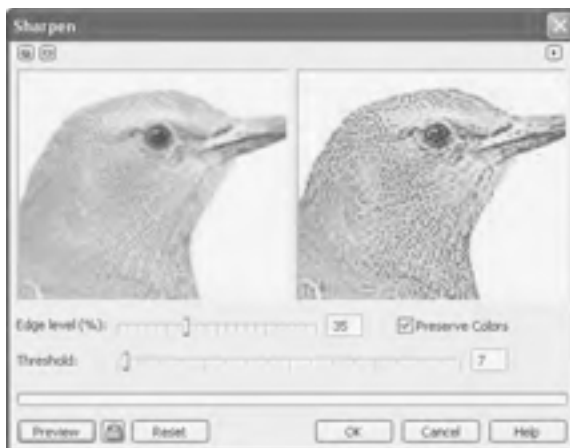 Sharpen
Edge level (%): 35 Preserve Colors
Threshold: 7
Preview Reset OK Cancel Help